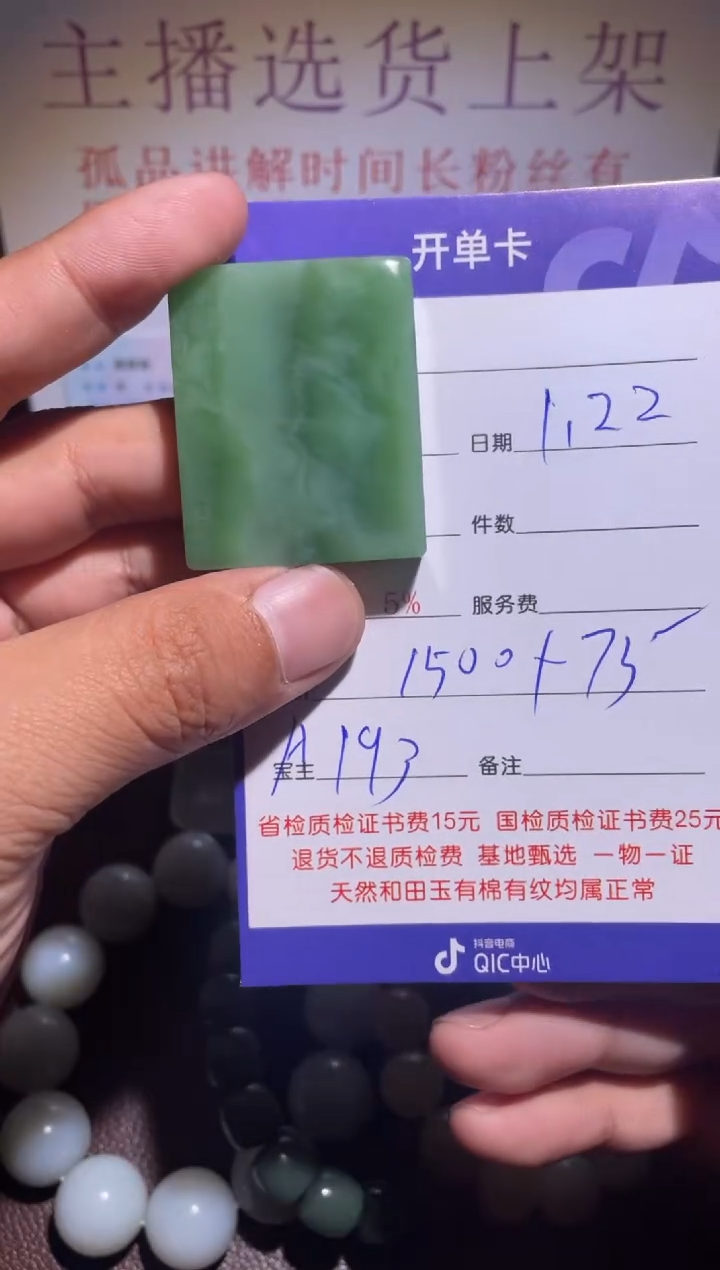 主播选货上架
孤品讲解时间长粉丝有
开单卡
日期 1.22
件数
5% 服务费
1500+75
宝主 A193 备注
省检质检证书费15元 国检质检证书费25元
退货不退质检费 基地甄选 一物一证
天然和田玉有棉有纹均属正常
抖音电商
QIC中心